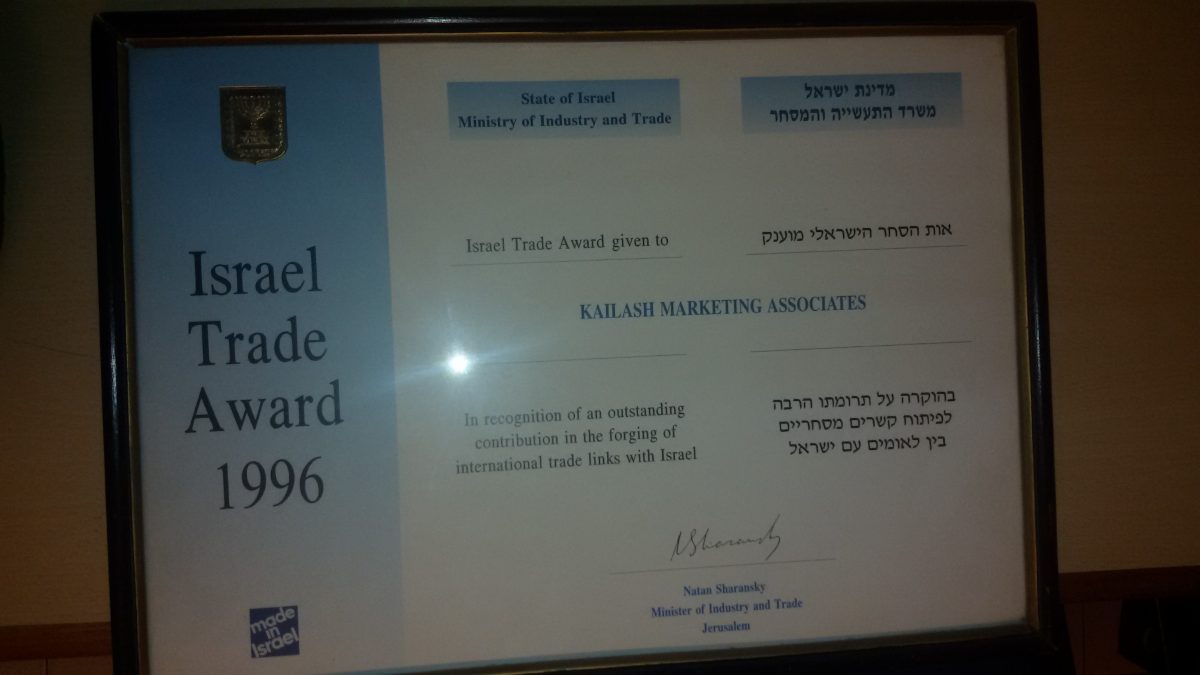 Israel
Trade
Award
1996
made
in
Israel
State of Israel
Ministry of Industry and Trade
מדינת ישראל
משרד התעשייה והמסחר
Israel Trade Award given to
אות הסחר הישראלי מוענק
KAILASH MARKETING ASSOCIATES
In recognition of an outstanding
contribution in the forging of
international trade links with Israel
בהוקרה על תרומתו הרבה
לפיתוח קשרים מסחריים
בין לאומים עם ישראל
NSharansky
Natan Sharansky
Minister of Industry and Trade
Jerusalem